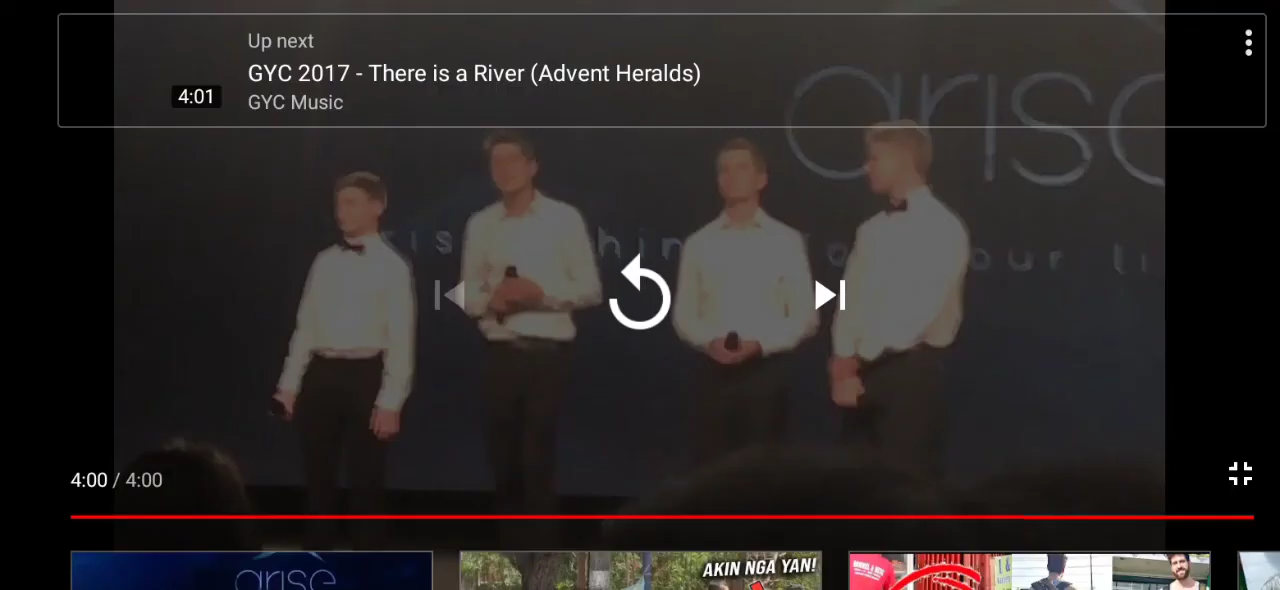 Up next
GYC 2017 - There is a River (Advent Heralds)
4:01
GYC Music
arise
4:00 / 4:00
arise
AKIN NGA YAN!